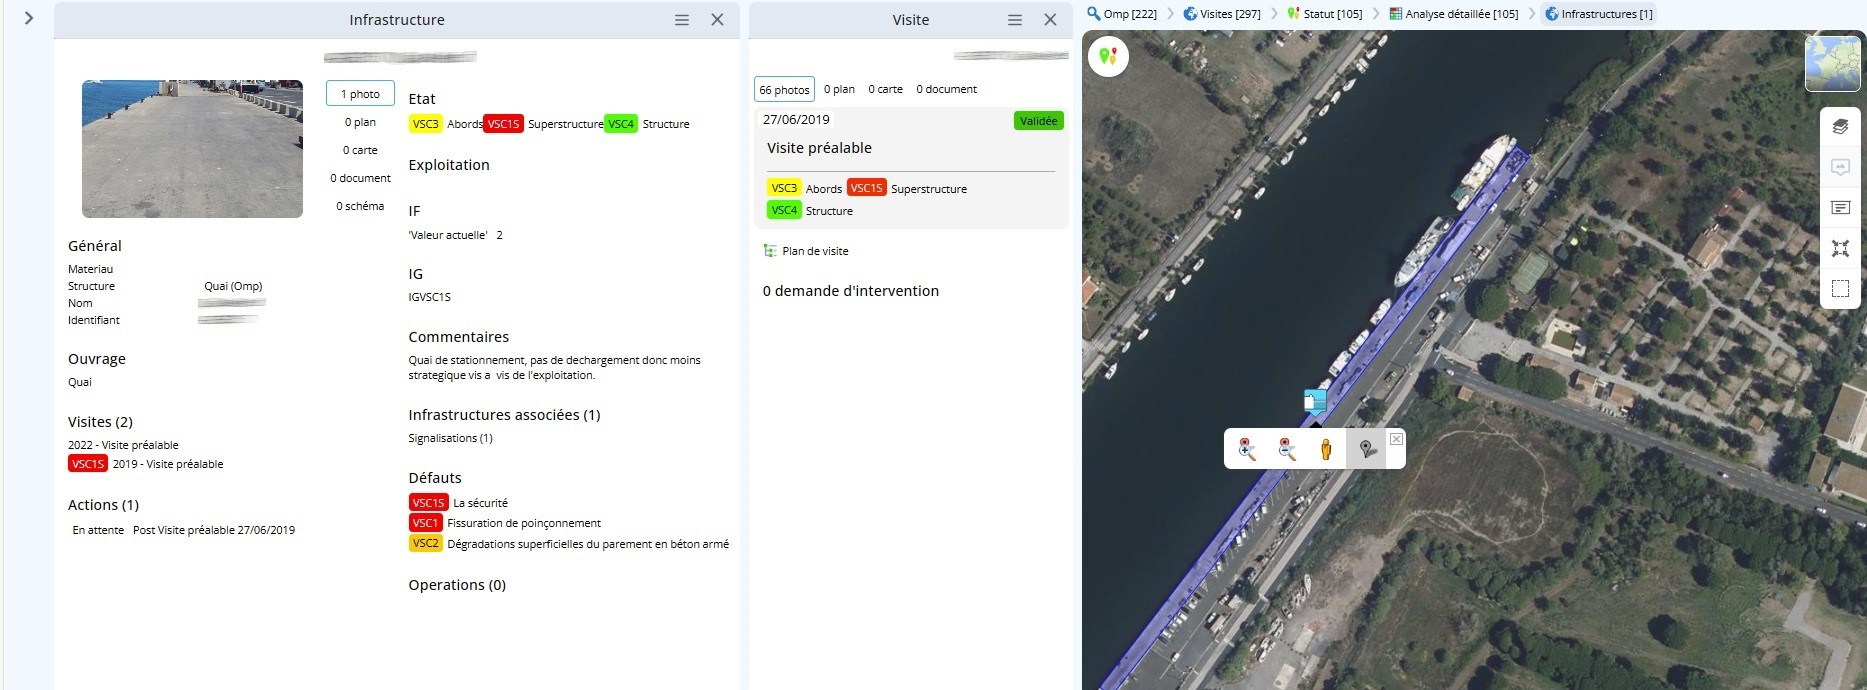 Infrastructure
1 photo
0 plan
0 carte
0 document
0 schéma
Général
Materiau
Structure Quai (Omp)
Nom
Identifiant
Ouvrage
Quai
Visites (2)
2022 - Visite préalable
VSC1S 2019 - Visite préalable
Actions (1)
En attente Post Visite préalable 27/06/2019
Etat
VSC3 Abords VSC1S Superstructure VSC4 Structure
Exploitation
IF
'Valeur actuelle' 2
IG
IGVSC1S
Commentaires
Quai de stationnement, pas de dechargement donc moins
strategique vis a vis de l'exploitation.
Infrastructures associées (1)
Signalisations (1)
Défauts
VSC1S La sécurité
VSC1 Fissuration de poinçonnement
VSC2 Dégradations superficielles du parement en béton armé
Operations (0)
Visite
66 photos 0 plan 0 carte 0 document
27/06/2019 Validée
Visite préalable
VSC3 Abords VSC1S Superstructure
VSC4 Structure
Plan de visite
0 demande d'intervention
Omp [222] Visites [297] Statut [105] Analyse détaillée [105] Infrastructures [1]